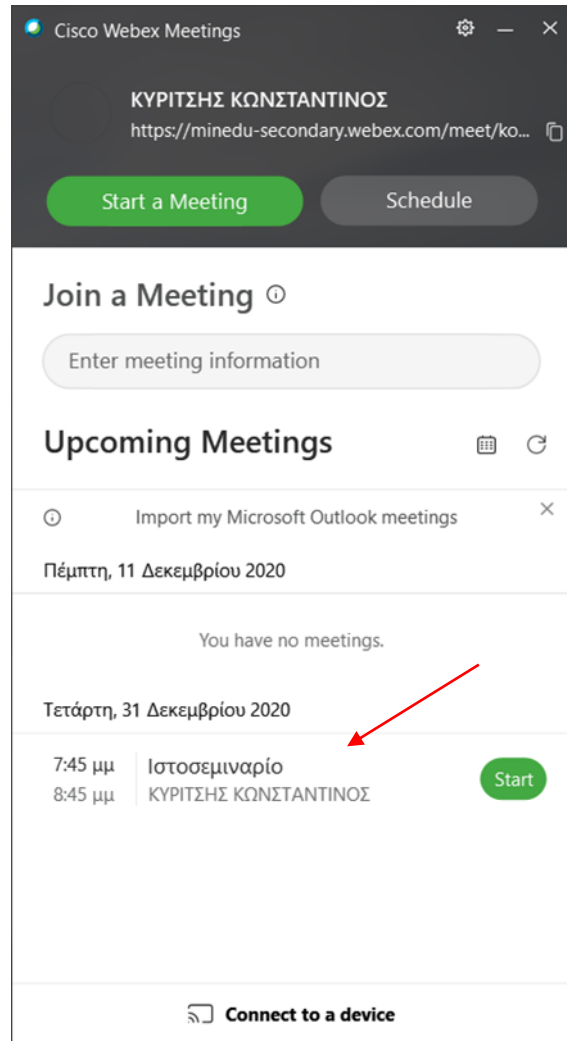 Cisco Webex Meetings
ΚΥΡΙΤΣΗΣ ΚΩΝΣΤΑΝΤΙΝΟΣ
https://minedu-secondary.webex.com/meet/ko...
Start a Meeting
Schedule
Join a Meeting
Enter meeting information
Upcoming Meetings
Import my Microsoft Outlook meetings
Πέμπτη, 11 Δεκεμβρίου 2020
You have no meetings.
Τετάρτη, 31 Δεκεμβρίου 2020
7:45 μμ Ιστοσεμιναρίο
8:45 μμ ΚΥΡΙΤΣΗΣ ΚΩΝΣΤΑΝΤΙΝΟΣ
Start
Connect to a device